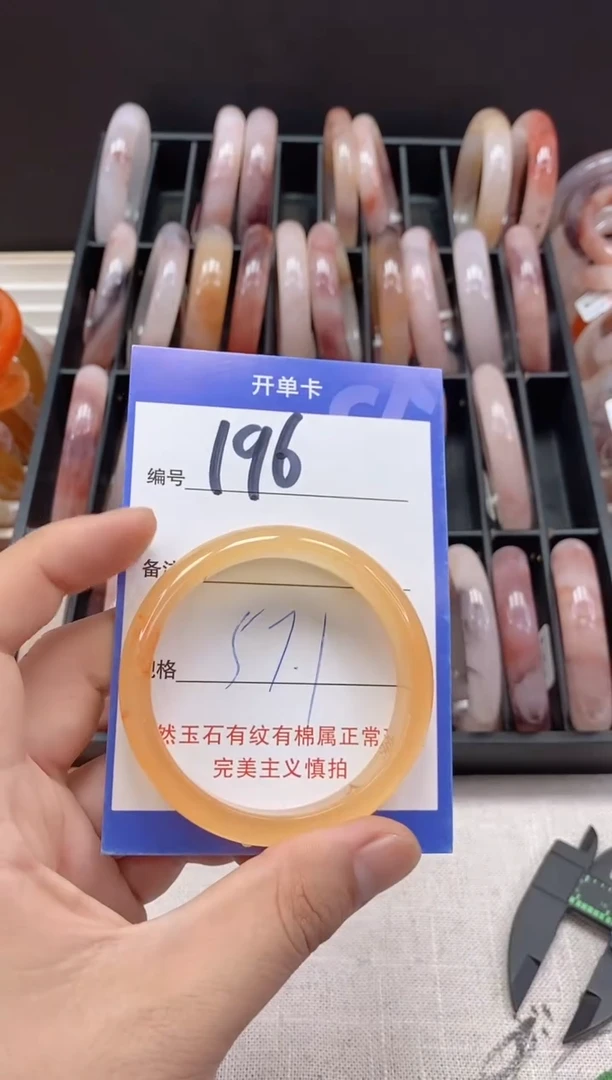 开单卡
编号 196
备注
规格 57.1
然玉石有纹有棉属正常
完美主义慎拍